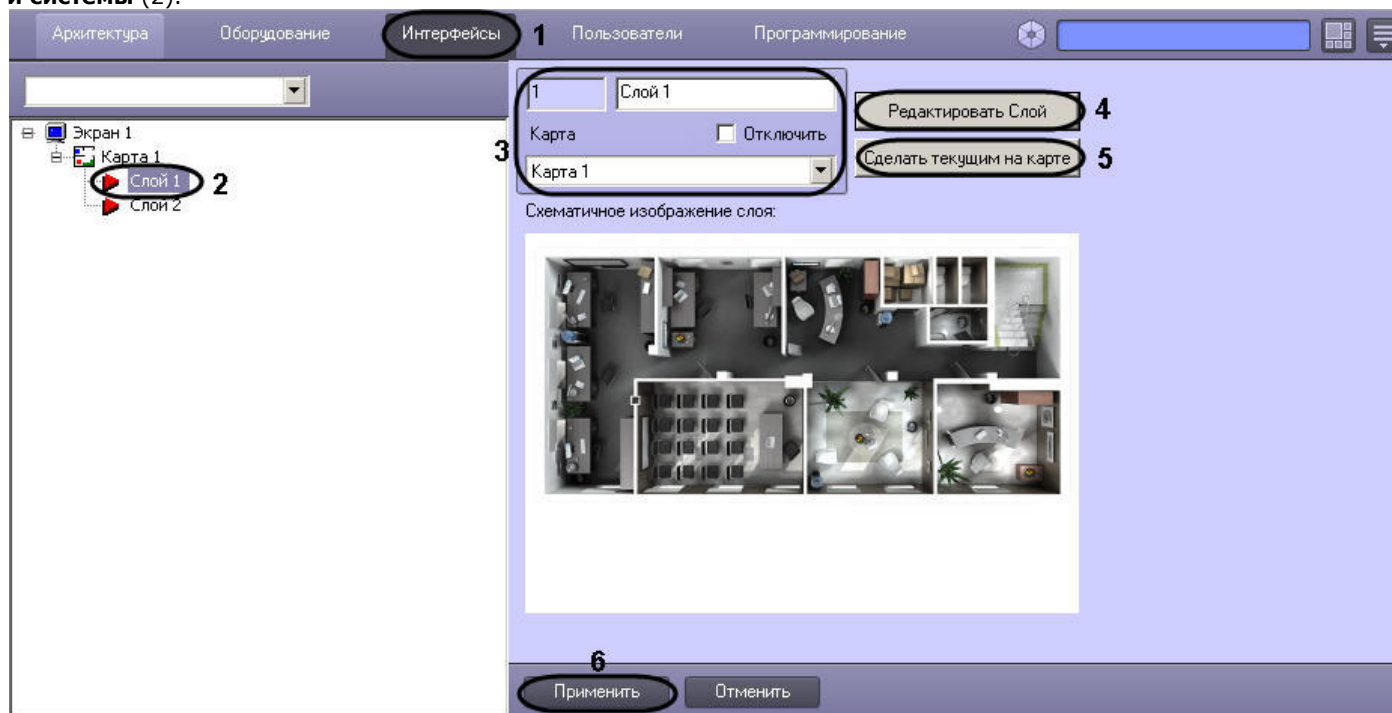 и системы (2).
Архитектура Оборудование Интерфейсы 1 Пользователи Программирование
1 Слой 1
Редактировать Слой 4
Экран 1
Карта Отключить
Карта 1
3
Сделать текущим на карте 5
Слой 1 2
Карта 1
Слой 2
Схематичное изображение слоя:
6
Применить Отменить